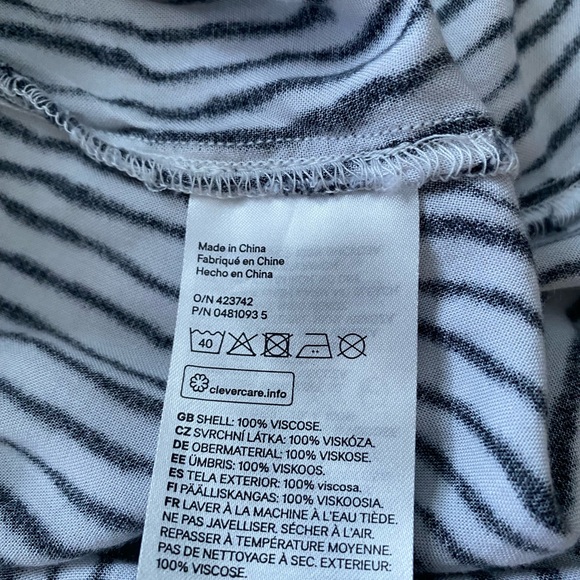 Made in China
Fabriqué en Chine
Hecho en China
O/N 423742
P/N 0481093 5
40
clevercare.info
GB SHELL: 100% VISCOSE.
CZ SVRCHNÍ LÁTKA: 100% VISKÓZA.
DE OBERMATERIAL: 100% VISKOSE.
EE ÜMBRIS: 100% VISKOOS.
ES TELA EXTERIOR: 100% viscosa.
FI PÄÄLLISKANGAS: 100% VISKOOSIA.
FR LAVER À LA MACHINE À L'EAU TIÈDE.
NE PAS JAVELLISER. SÉCHER À L'AIR.
REPASSER À TEMPÉRATURE MOYENNE.
PAS DE NETTOYAGE À SEC. EXTERIEUR:
100% VISCOSE.